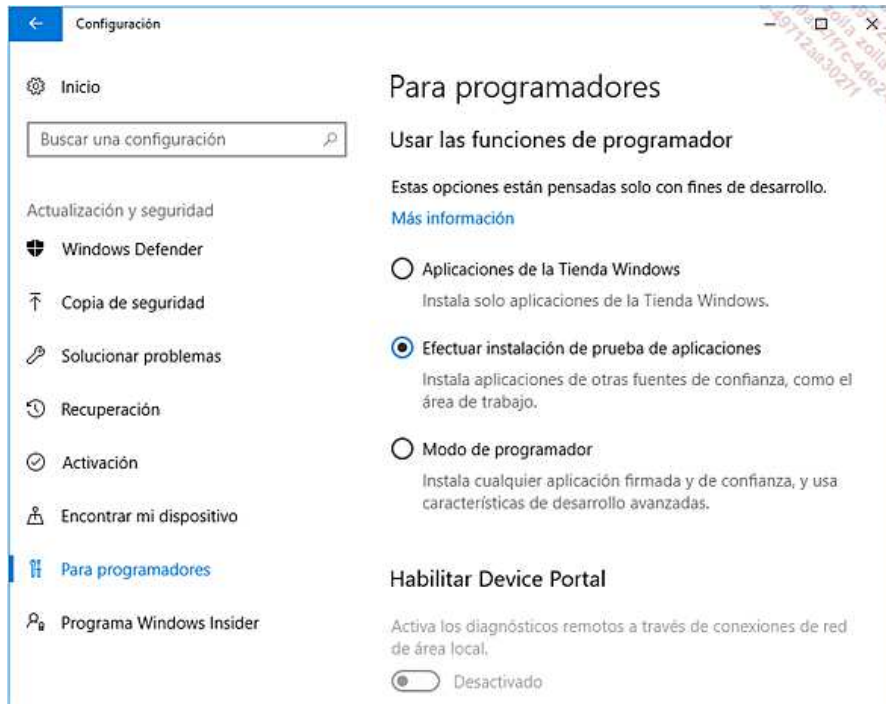 Configuración
Inicio
Buscar una configuración
Actualización y seguridad
Windows Defender
Copia de seguridad
Solucionar problemas
Recuperación
Activación
Encontrar mi dispositivo
Para programadores
Programa Windows Insider
Para programadores
Usar las funciones de programador
Estas opciones están pensadas solo con fines de desarrollo.
Más información
Aplicaciones de la Tienda Windows
Instala solo aplicaciones de la Tienda Windows.
Efectuar instalación de prueba de aplicaciones
Instala aplicaciones de otras fuentes de confianza, como el
área de trabajo.
Modo de programador
Instala cualquier aplicación firmada y de confianza, y usa
características de desarrollo avanzadas.
Habilitar Device Portal
Activa los diagnósticos remotos a través de conexiones de red
de área local.
Desactivado